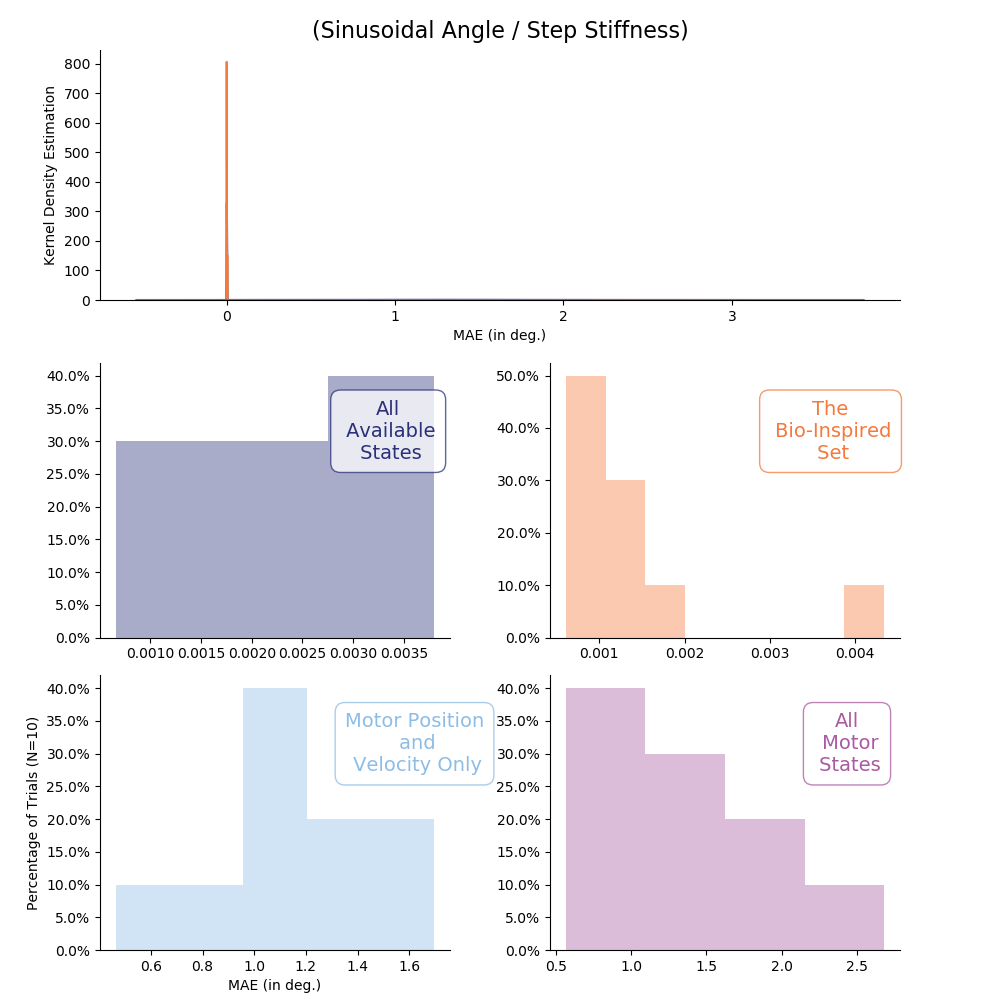 (Sinusoidal Angle / Step Stiffness)
Kernel Density Estimation
800
700
600
500
400
300
200
100
0
0 1 2 3
MAE (in deg.)
40.0%
35.0%
30.0%
25.0%
20.0%
15.0%
10.0%
5.0%
0.0%
All
Available
States
0.0010 0.0015 0.0020 0.0025 0.0030 0.0035
50.0%
40.0%
30.0%
20.0%
10.0%
0.0%
The
Bio-Inspired
Set
0.001 0.002 0.003 0.004
Percentage of Trials (N=10)
40.0%
35.0%
30.0%
25.0%
20.0%
15.0%
10.0%
5.0%
0.0%
Motor Position
and
Velocity Only
0.6 0.8 1.0 1.2 1.4 1.6
MAE (in deg.)
40.0%
35.0%
30.0%
25.0%
20.0%
15.0%
10.0%
5.0%
0.0%
All
Motor
States
0.5 1.0 1.5 2.0 2.5